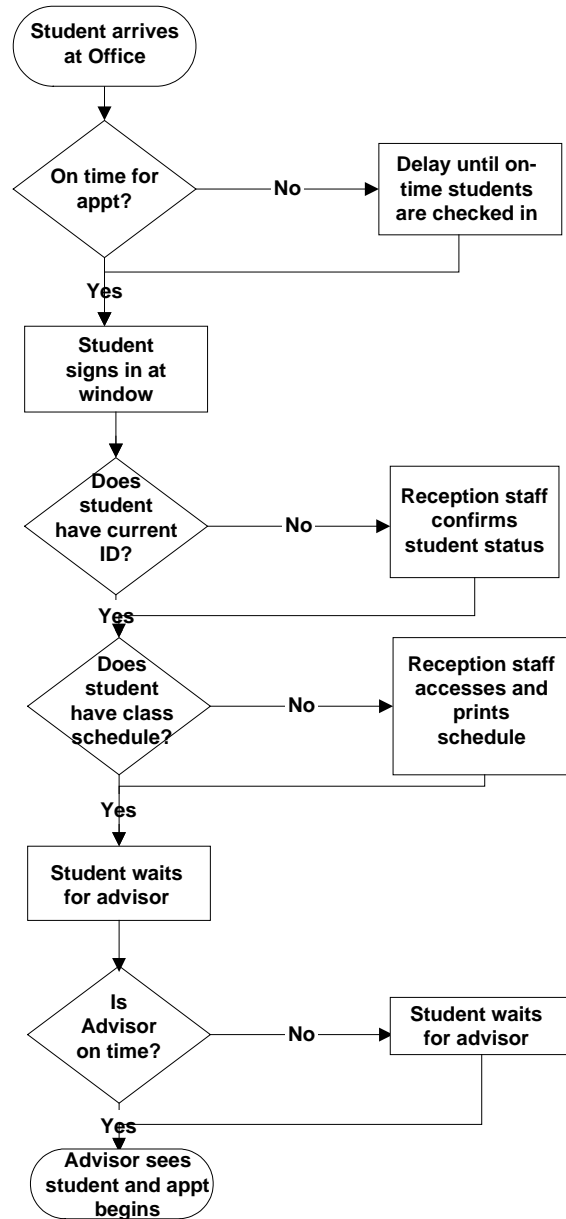 Student arrives
at Office
On time for
appt?
No
Delay until on-
time students
are checked in
Yes
Student
signs in at
window
Does
student
have current
ID?
No
Reception staff
confirms
student status
Yes
Does
student
have class
schedule?
No
Reception staff
accesses and
prints
schedule
Yes
Student waits
for advisor
Is
Advisor
on time?
No
Student waits
for advisor
Yes
Advisor sees
student and appt
begins